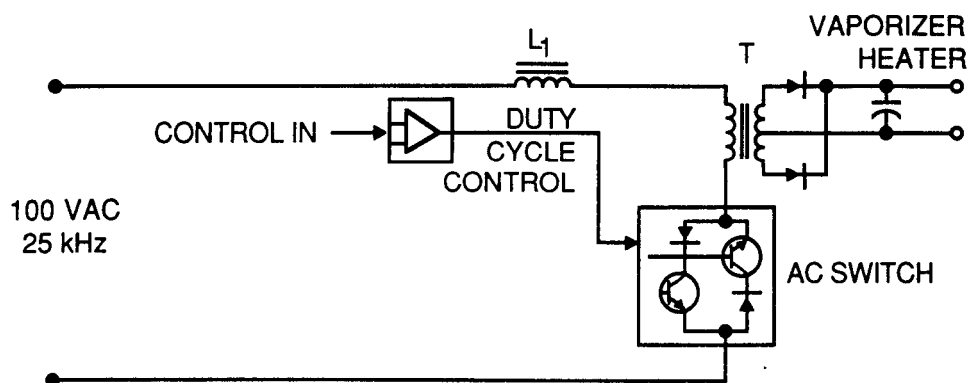 VAPORIZER
HEATER
L1
T
CONTROL IN
DUTY
CYCLE
CONTROL
100 VAC
25 kHz
AC SWITCH